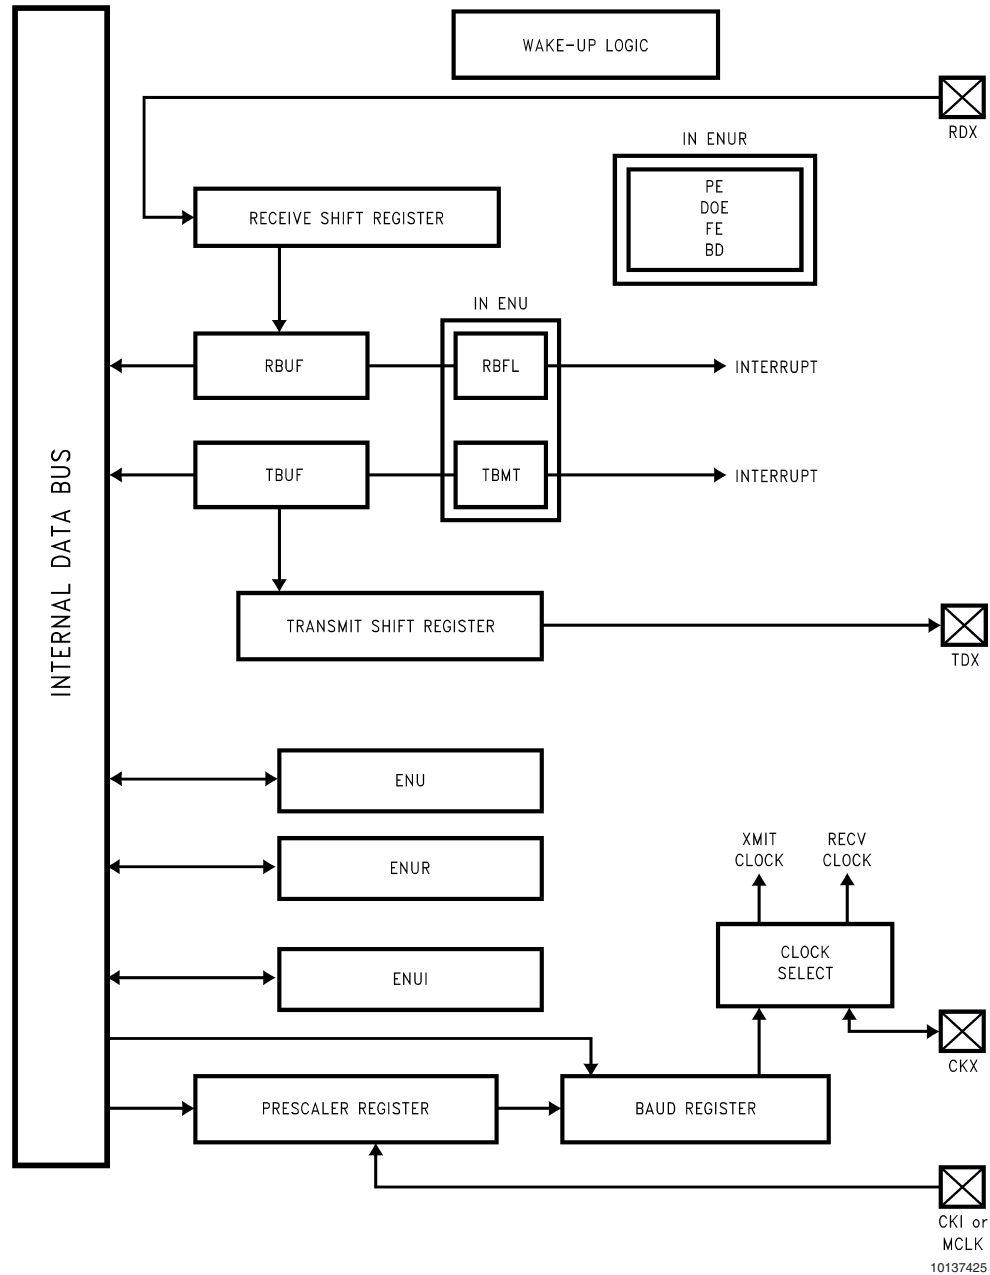 WAKE-UP LOGIC
RDX
IN ENUR
PE
DOE
FE
BD
RECEIVE SHIFT REGISTER
IN ENU
RBUF
RBFL
INTERRUPT
TBUF
TBMT
INTERRUPT
INTERNAL DATA BUS
TRANSMIT SHIFT REGISTER
TDX
ENU
ENUR
ENUI
XMIT
CLOCK
RECV
CLOCK
CLOCK
SELECT
CKX
PRESCALER REGISTER
BAUD REGISTER
CKI or
MCLK
10137425